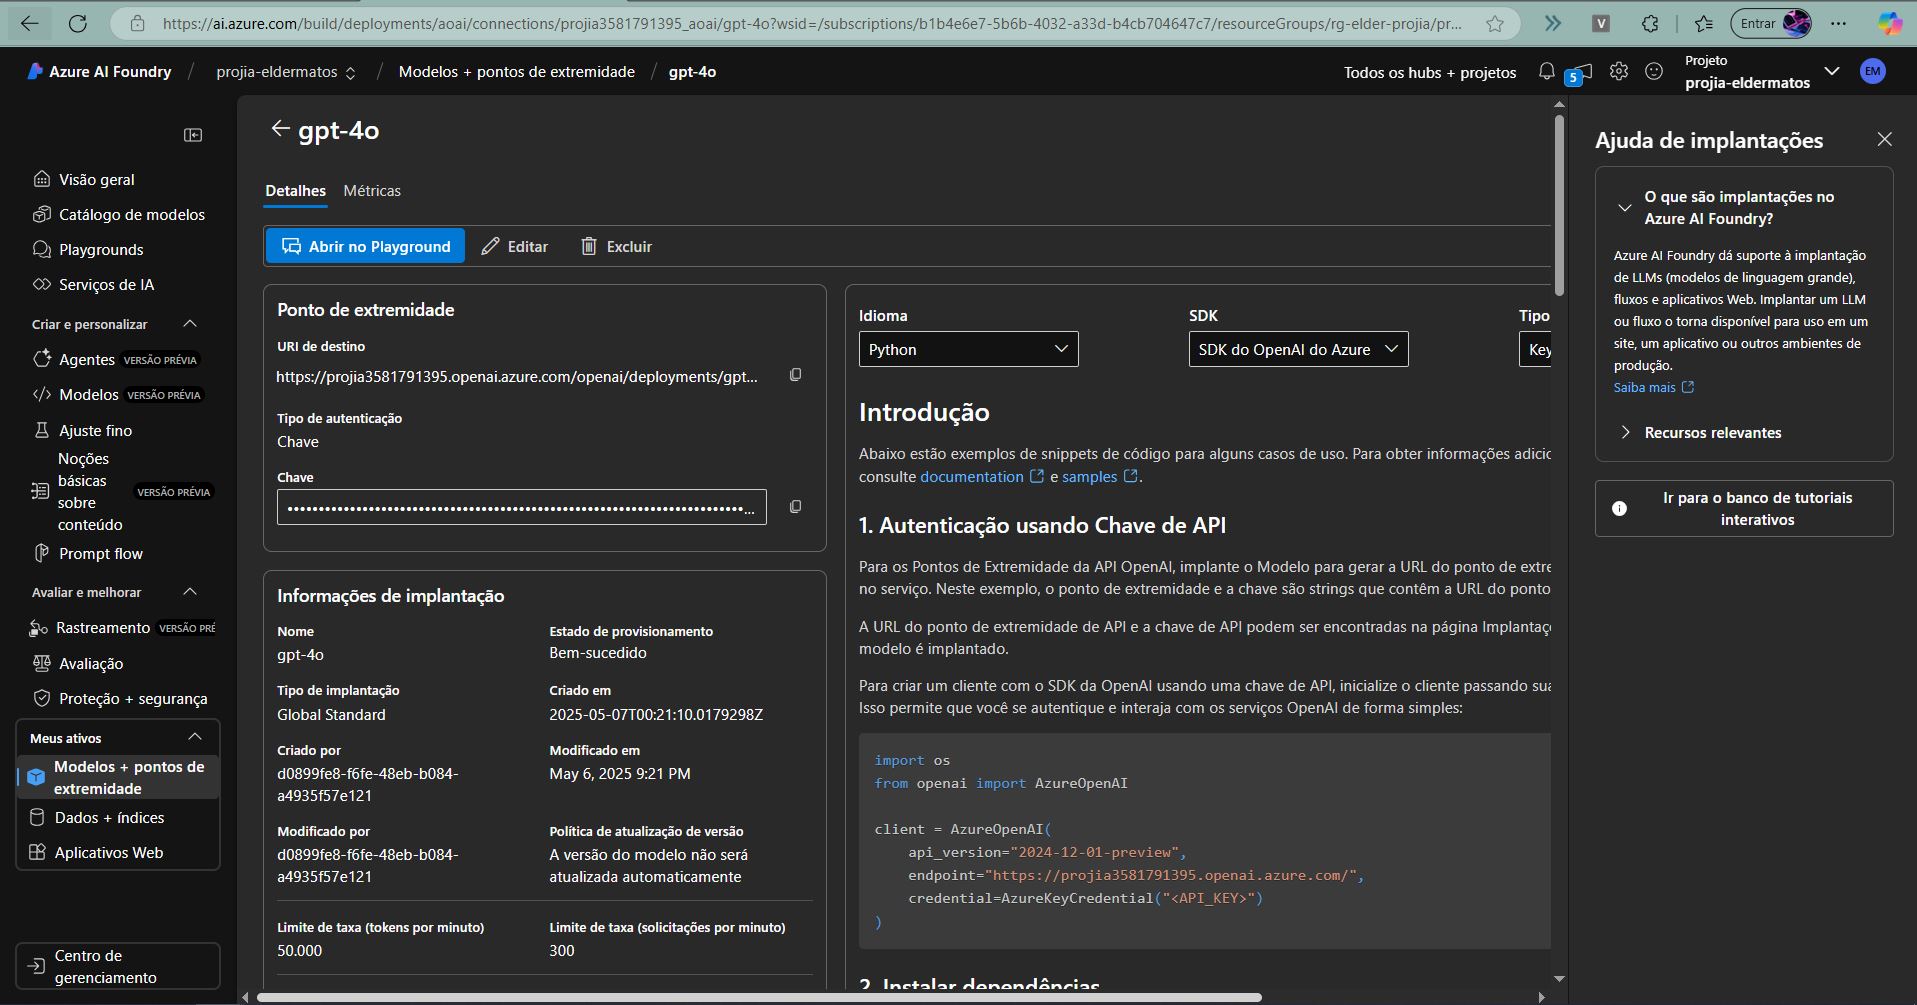 https://ai.azure.com/build/deployments/aoai/connections/projia3581791395_aoai/gpt-4o?wsid=/subscriptions/b1b4e6e7-5b6b-4032-a33d-b4cb704647c7/resourceGroups/rg-elder-projia/pr...
V
Entrar
Azure AI Foundry / projia-eldermatos / Modelos + pontos de extremidade / gpt-4o
Todos os hubs + projetos
5
Projeto
projia-eldermatos
EM
Visão geral
Catálogo de modelos
Playgrounds
Serviços de IA
Criar e personalizar
Agentes VERSÃO PRÉVIA
Modelos VERSÃO PRÉVIA
Ajuste fino
Noções
básicas
sobre
conteúdo
VERSÃO PRÉVIA
Prompt flow
Avaliar e melhorar
Rastreamento VERSÃO PRÉ
Avaliação
Proteção + segurança
Meus ativos
Modelos + pontos de
extremidade
Dados + índices
Aplicativos Web
Centro de
gerenciamento
gpt-4o
Detalhes
Métricas
Abrir no Playground
Editar
Excluir
Ponto de extremidade
URI de destino
https://projia3581791395.openai.azure.com/openai/deployments/gpt...
Tipo de autenticação
Chave
Chave
••••••••••••••••••••••••••••••••••••••••••••••••••••••••••••••••••••••••••...
Informações de implantação
Nome
gpt-4o
Estado de provisionamento
Bem-sucedido
Tipo de implantação
Global Standard
Criado em
2025-05-07T00:21:10.0179298Z
Criado por
d0899fe8-f6fe-48eb-b084-
a4935f57e121
Modificado em
May 6, 2025 9:21 PM
Modificado por
d0899fe8-f6fe-48eb-b084-
a4935f57e121
Política de atualização de versão
A versão do modelo não será
atualizada automaticamente
Limite de taxa (tokens por minuto)
50.000
Limite de taxa (solicitações por minuto)
300
Idioma
Python
SDK
SDK do OpenAI do Azure
Tipo
Key
Introdução
Abaixo estão exemplos de snippets de código para alguns casos de uso. Para obter informações adic
consulte documentation e samples.
1. Autenticação usando Chave de API
Para os Pontos de Extremidade da API OpenAI, implante o Modelo para gerar a URL do ponto de extre
no serviço. Neste exemplo, o ponto de extremidade e a chave são strings que contêm a URL do ponto
A URL do ponto de extremidade de API e a chave de API podem ser encontradas na página Implantaç
modelo é implantado.
Para criar um cliente com o SDK da OpenAI usando uma chave de API, inicialize o cliente passando sua
Isso permite que você se autentique e interaja com os serviços OpenAI de forma simples:
import os
from openai import AzureOpenAI
client = AzureOpenAI(
api_version="2024-12-01-preview",
endpoint="https://projia3581791395.openai.azure.com/",
credential=AzureKeyCredential("<API_KEY>")
)
2. Instalar dependências
Ajuda de implantações
O que são implantações no
Azure AI Foundry?
Azure AI Foundry dá suporte à implantação
de LLMs (modelos de linguagem grande),
fluxos e aplicativos Web. Implantar um LLM
ou fluxo o torna disponível para uso em um
site, um aplicativo ou outros ambientes de
produção.
Saiba mais
Recursos relevantes
Ir para o banco de tutoriais
interativos